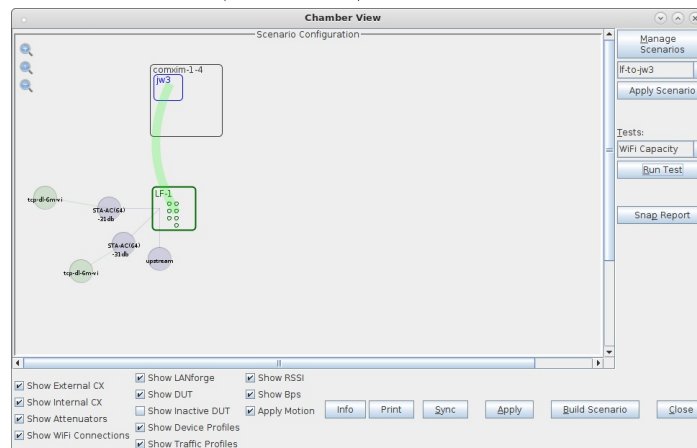 Chamber View
Scenario Configuration
Manage
Scenarios
comxim-1-4
jw3
lf-to-jw3
Apply Scenario
Tests:
WiFi Capacity
Run Test
LF-1
tcp-dl-6m-vi
STA-AC(64)
-31db
Snap Report
STA-AC(64)
-31db
upstream
tcp-dl-6m-vi
Show External CX
Show LANforge
Show RSSI
Show Internal CX
Show DUT
Show Bps
Show Attenuators
Show Inactive DUT
Apply Motion
Show WiFi Connections
Show Device Profiles
Show Traffic Profiles
Info
Print
Sync
Apply
Build Scenario
Close